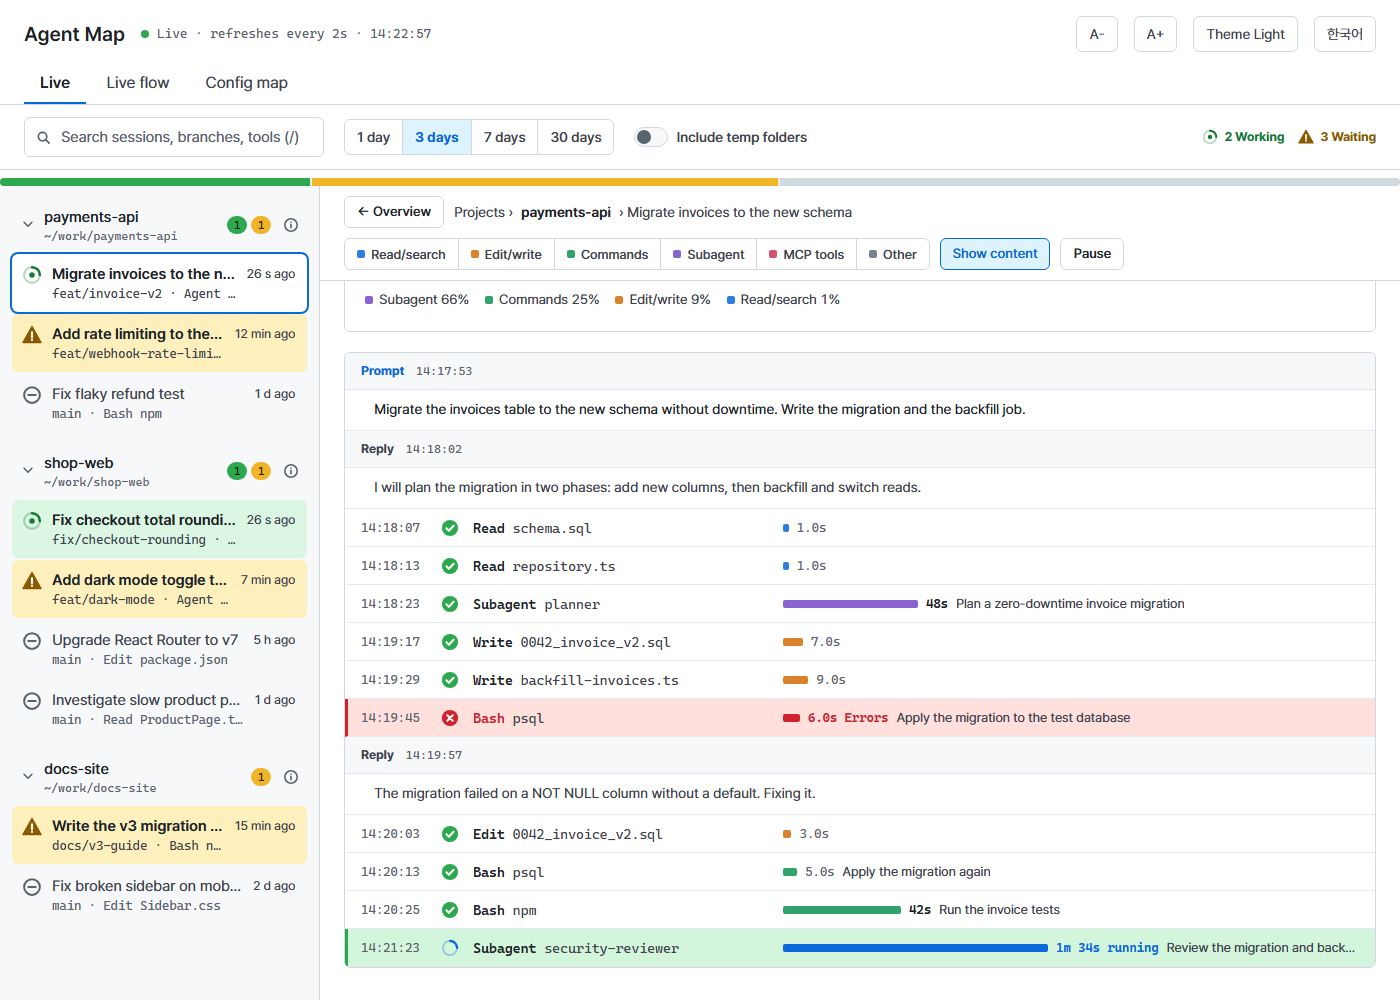 Agent Map
Live · refreshes every 2s · 14:22:57
A-
A+
Theme Light
한국어
Live
Live flow
Config map
Search sessions, branches, tools (/)
1 day
3 days
7 days
30 days
Include temp folders
2 Working
3 Waiting
payments-api
1
1
~/work/payments-api
Migrate invoices to the n...
26 s ago
feat/invoice-v2 · Agent …
Add rate limiting to the...
12 min ago
feat/webhook-rate-limi…
Fix flaky refund test
1 d ago
main · Bash npm
shop-web
1
1
~/work/shop-web
Fix checkout total roundi...
26 s ago
fix/checkout-rounding · …
Add dark mode toggle t...
7 min ago
feat/dark-mode · Agent …
Upgrade React Router to v7
5 h ago
main · Edit package.json
Investigate slow product p...
1 d ago
main · Read ProductPage.t…
docs-site
1
~/work/docs-site
Write the v3 migration ...
15 min ago
docs/v3-guide · Bash n…
Fix broken sidebar on mob...
2 d ago
main · Edit Sidebar.css
← Overview
Projects › payments-api › Migrate invoices to the new schema
Read/search
Edit/write
Commands
Subagent
MCP tools
Other
Show content
Pause
Subagent 66% Commands 25% Edit/write 9% Read/search 1%
Prompt 14:17:53
Migrate the invoices table to the new schema without downtime. Write the migration and the backfill job.
Reply 14:18:02
I will plan the migration in two phases: add new columns, then backfill and switch reads.
14:18:07 Read schema.sql 1.0s
14:18:13 Read repository.ts 1.0s
14:18:23 Subagent planner 48s Plan a zero-downtime invoice migration
14:19:17 Write 0042_invoice_v2.sql 7.0s
14:19:29 Write backfill-invoices.ts 9.0s
14:19:45 Bash psql 6.0s Errors Apply the migration to the test database
Reply 14:19:57
The migration failed on a NOT NULL column without a default. Fixing it.
14:20:03 Edit 0042_invoice_v2.sql 3.0s
14:20:13 Bash psql 5.0s Apply the migration again
14:20:25 Bash npm 42s Run the invoice tests
14:21:23 Subagent security-reviewer 1m 34s running Review the migration and back...